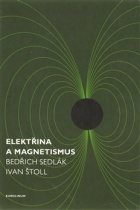 ELEKTŘINA
A MAGNETISMUS
BEDŘICH SEDLÁK
IVAN ŠTOLL